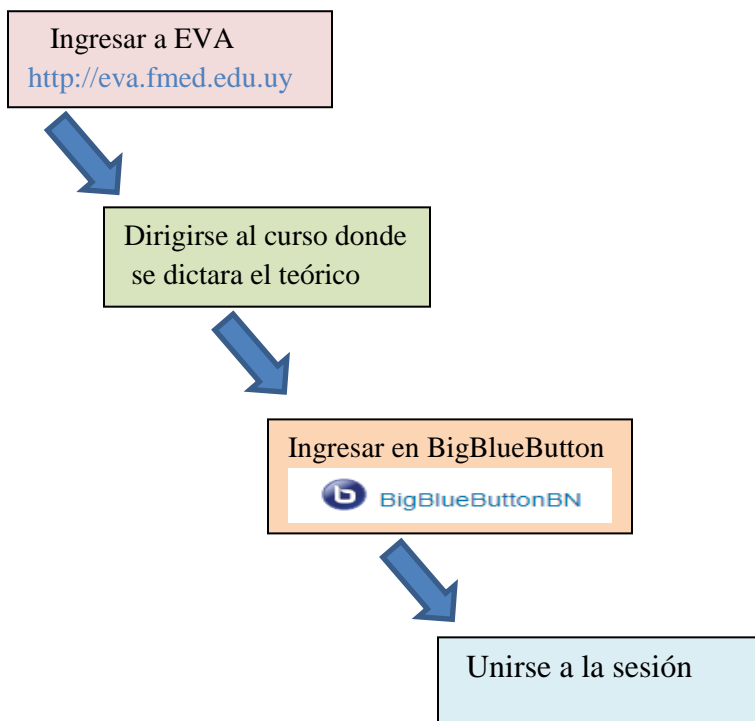 Ingresar a EVA
http://eva.fmed.edu.uy
Dirigirse al curso donde
se dictara el teórico
Ingresar en BigBlueButton
b BigBlueButtonBN
Unirse a la sesión